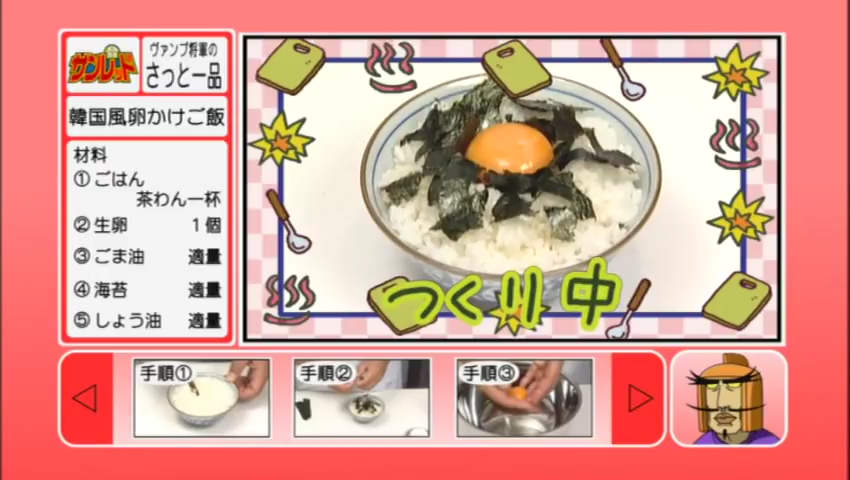 サンレッド
ヴァンプ将軍の
さっと一品
韓国風卵かけご飯
材料
①ごはん
茶わん一杯
②生卵 1個
③ごま油 適量
④海苔 適量
⑤しょう油 適量
つくり中
手順①
手順②
手順③